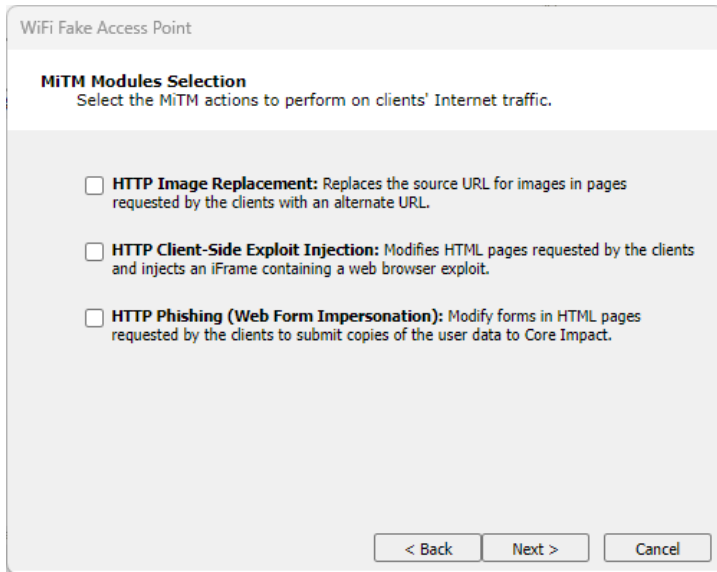 WiFi Fake Access Point
MiTM Modules Selection
Select the MiTM actions to perform on clients' Internet traffic.
HTTP Image Replacement: Replaces the source URL for images in pages
requested by the clients with an alternate URL.
HTTP Client-Side Exploit Injection: Modifies HTML pages requested by the clients
and injects an iFrame containing a web browser exploit.
HTTP Phishing (Web Form Impersonation): Modify forms in HTML pages
requested by the clients to submit copies of the user data to Core Impact.
< Back Next > Cancel